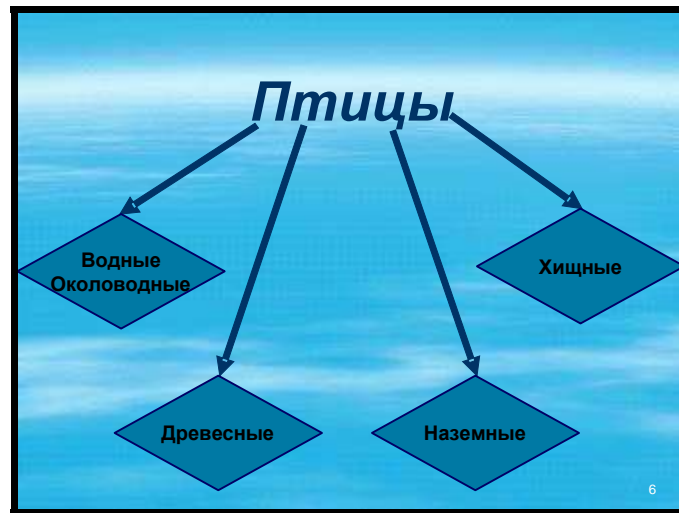 Птицы
Водные
Околоводные
Хищные
Древесные
Наземные
6